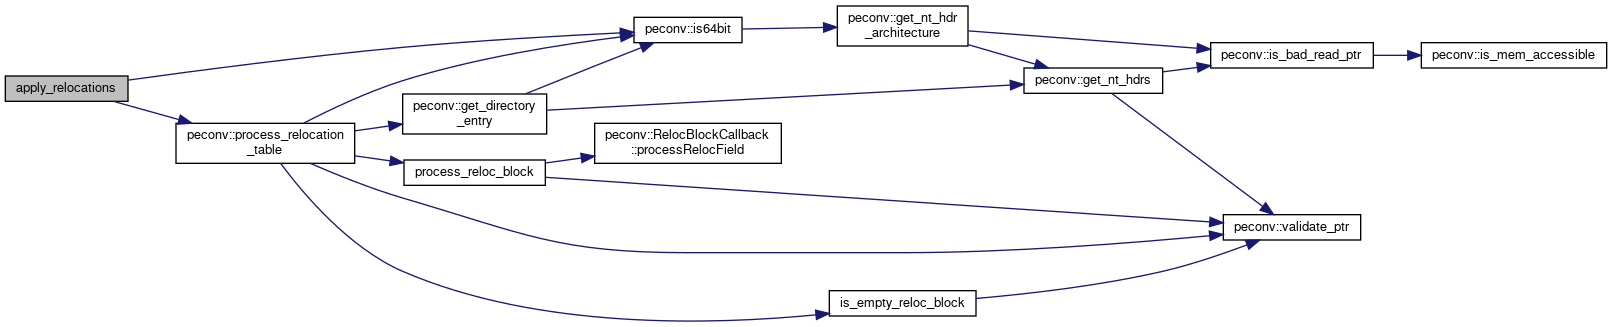 apply_relocations
peconv::process_relocation
_table
peconv::get_directory
_entry
process_reloc_block
peconv::is64bit
peconv::RelocBlockCallback
::processRelocField
peconv::get_nt_hdr
_architecture
is_empty_reloc_block
peconv::get_nt_hdrs
peconv::is_bad_read_ptr
peconv::validate_ptr
peconv::is_mem_accessible